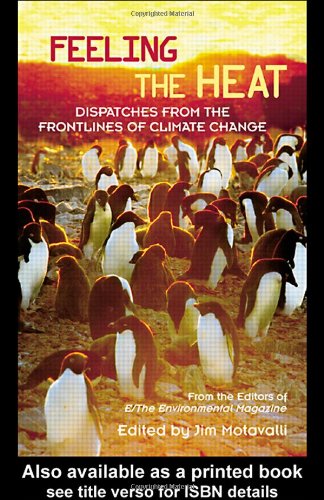 FEELING
THE HEAT
DISPATCHES FROM THE
FRONTLINES OF CLIMATE CHANGE
From the Editors of
E/The Environmental Magazine
Edited by Jim Motavalli
Also available as a printed book
see title verso for ISBN details